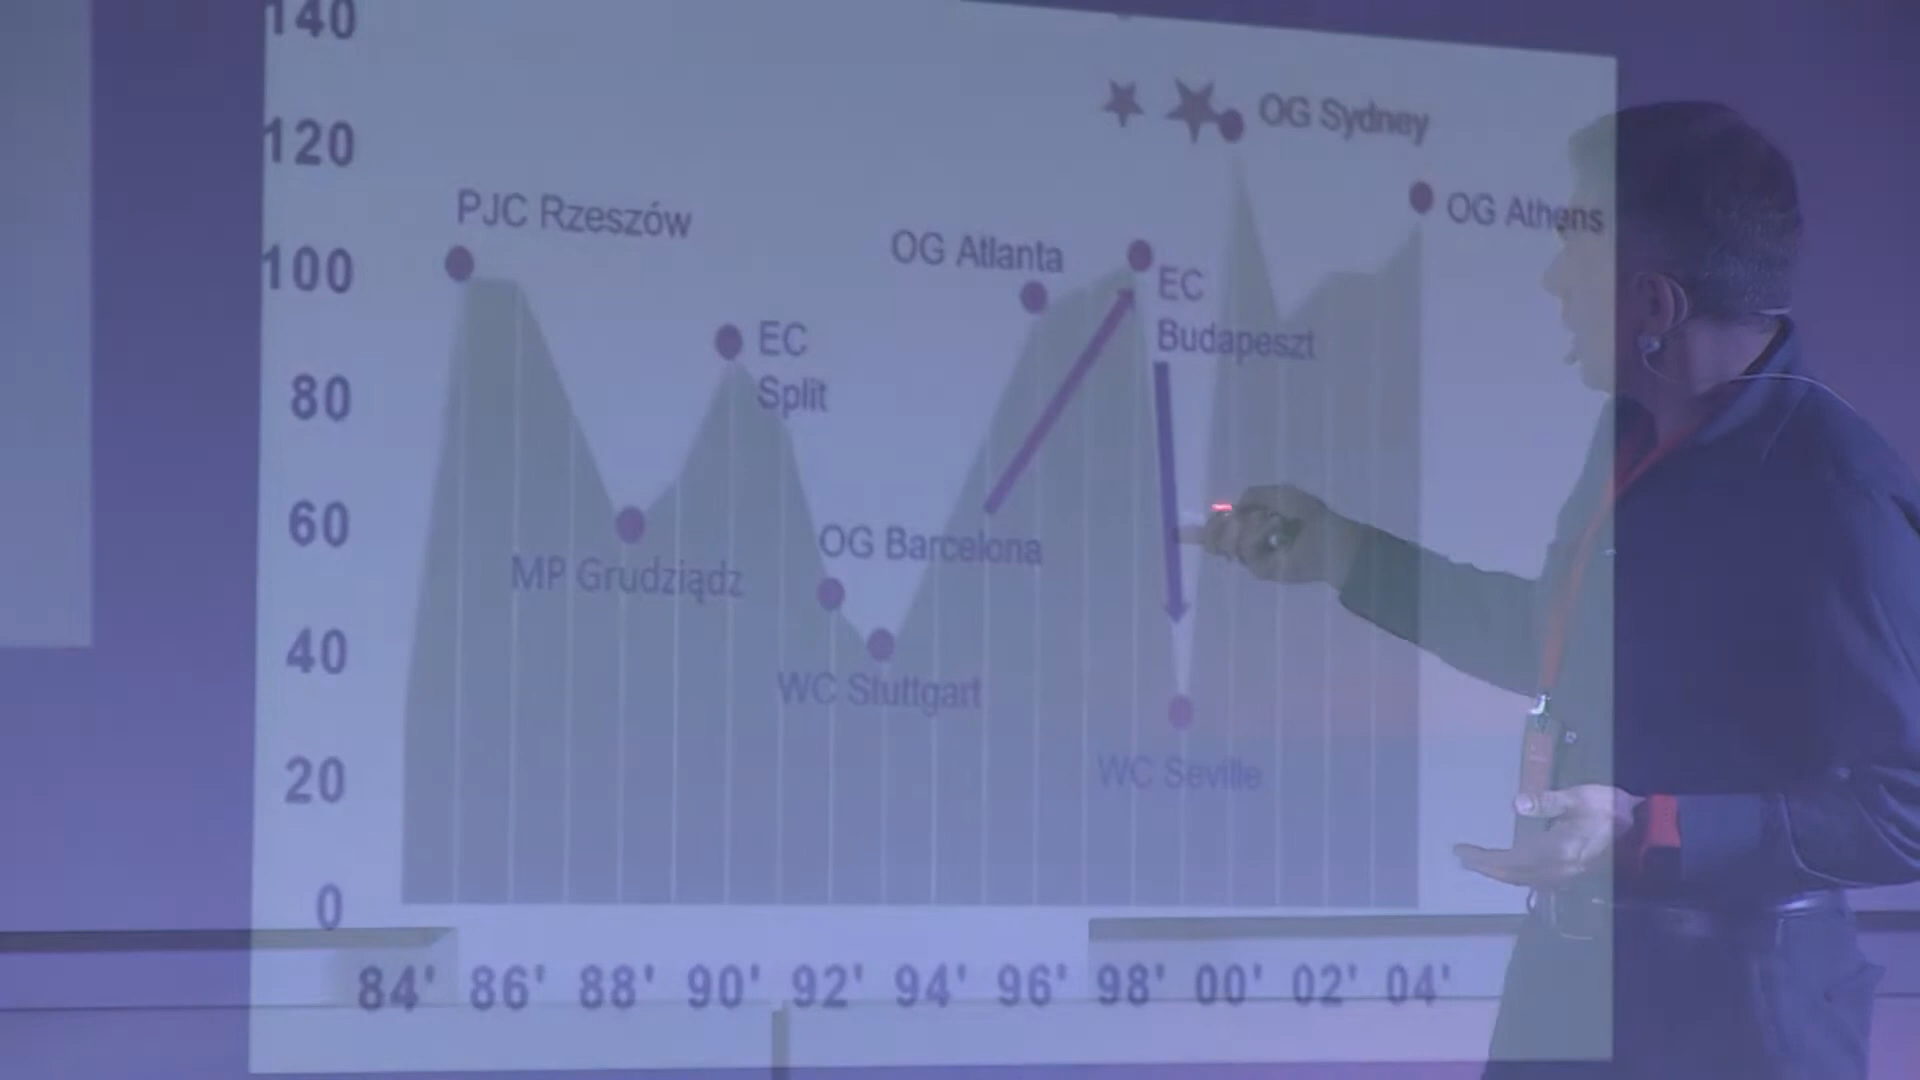 140
120
100
80
60
40
20
0
PJC Rzeszów
MP Grudziądz
EC
Split
OG Barcelona
WC Stuttgart
OG Atlanta
EC
Budapeszt
WC Seville
OG Sydney
OG Athens
84' 86' 88' 90' 92' 94' 96' 98' 00' 02' 04'